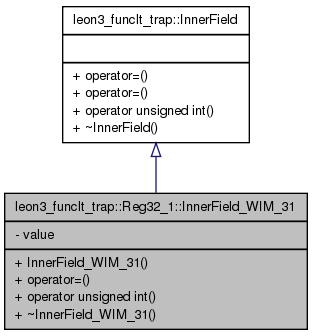 leon3_funclt_trap::InnerField
+ operator=()
+ operator=()
+ operator unsigned int()
+ ~InnerField()
leon3_funclt_trap::Reg32_1::InnerField_WIM_31
- value
+ InnerField_WIM_31()
+ operator=()
+ operator unsigned int()
+ ~InnerField_WIM_31()